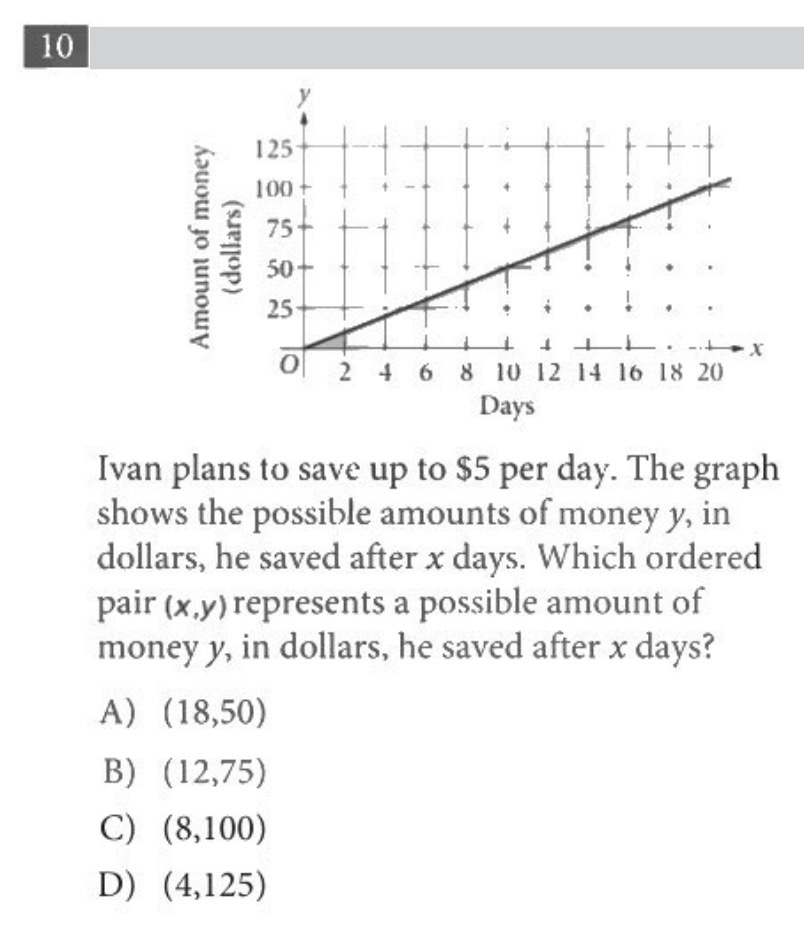 10
y
Amount of money
(dollars)
125
100
75
50
25
O
2 4 6 8 10 12 14 16 18 20
x
Days
Ivan plans to save up to $5 per day. The graph
shows the possible amounts of money y, in
dollars, he saved after x days. Which ordered
pair (x,y) represents a possible amount of
money y, in dollars, he saved after x days?
A) (18,50)
B) (12,75)
C) (8,100)
D) (4,125)